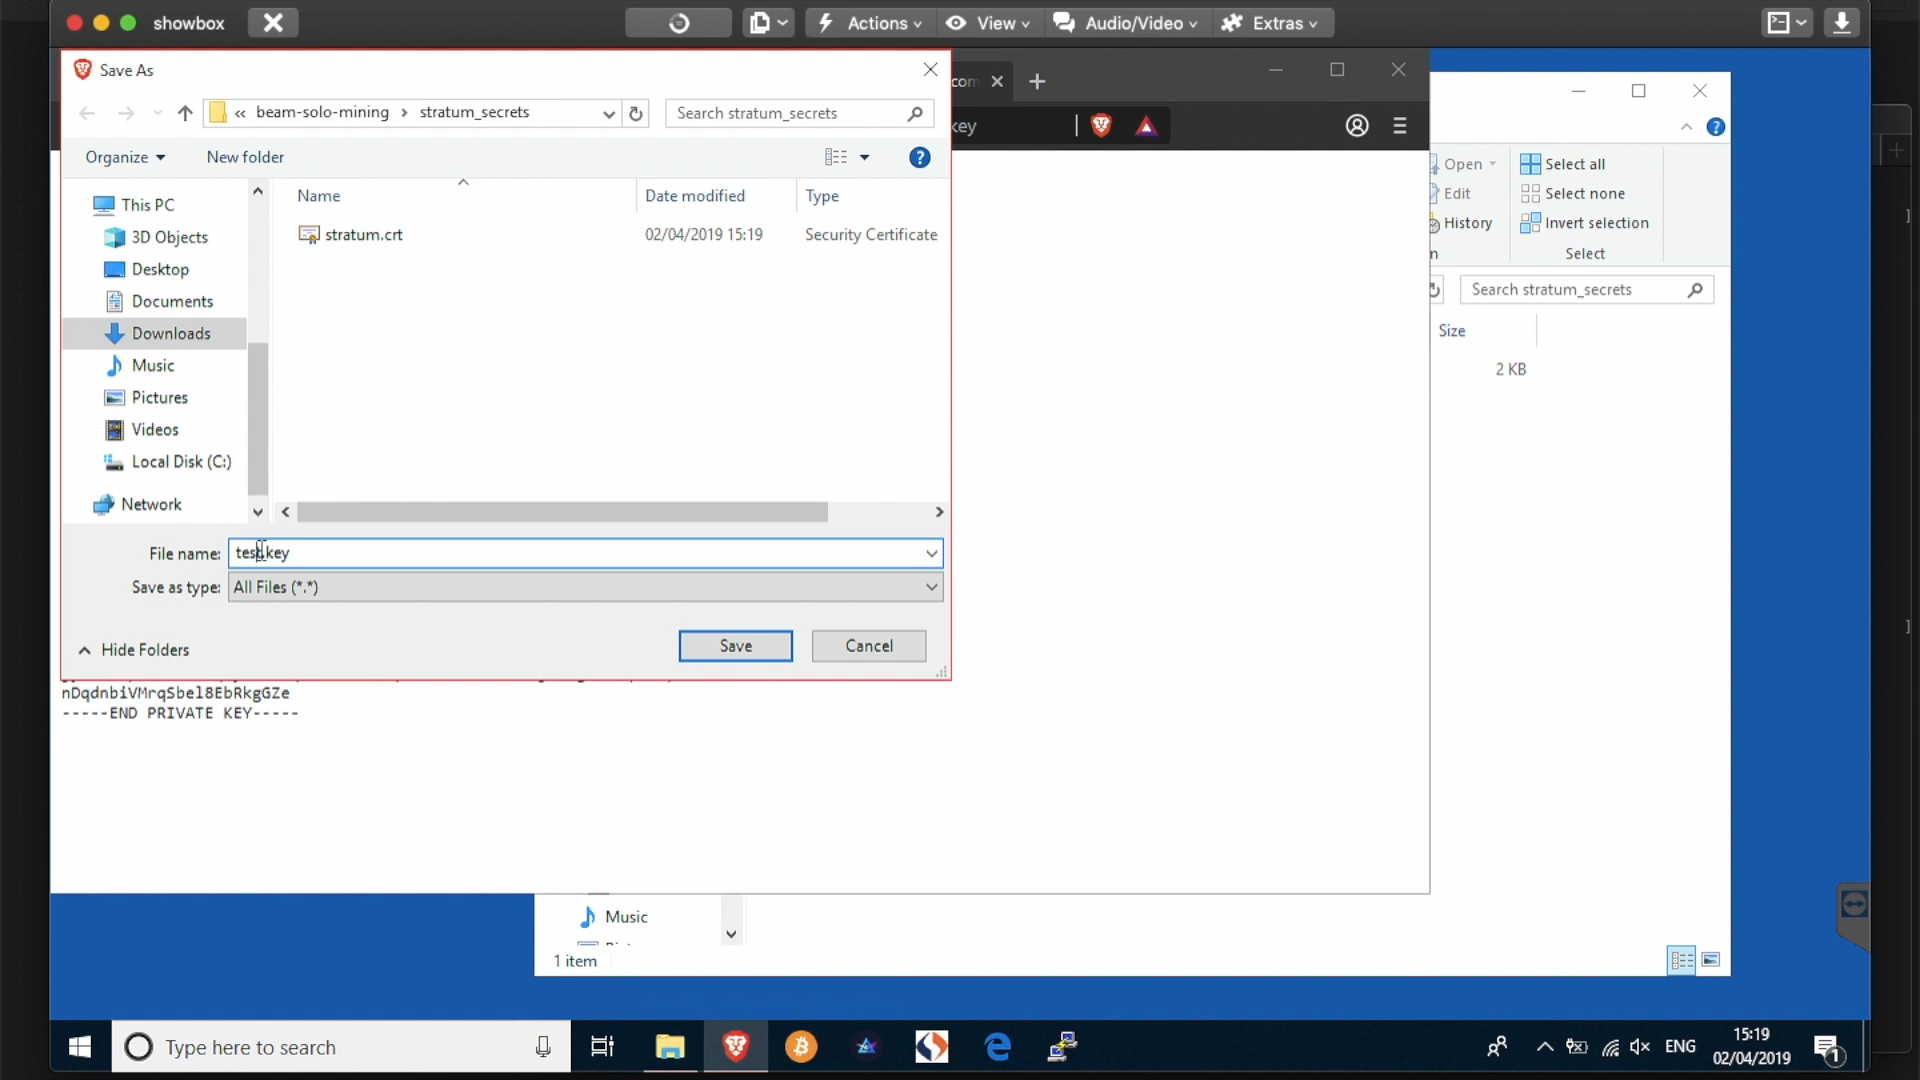 showbox
Actions
View
Audio/Video
Extras
Save As
com
beam-solo-mining
stratum_secrets
Search stratum_secrets
key
Organize
New folder
Open
Select all
This PC
Name
Date modified
Type
Edit
Select none
3D Objects
stratum.crt
02/04/2019 15:19
Security Certificate
History
Invert selection
Desktop
Select
Documents
Search stratum_secrets
Downloads
Size
Music
2 KB
Pictures
Videos
Local Disk (C:)
Network
File name:
test.key
Save as type:
All Files (*.*)
Hide Folders
Save
Cancel
nDqdnbiVMrqSbel8EbRkgGZe
-----END PRIVATE KEY-----
Music
1 item
Type here to search
ENG
15:19
02/04/2019
1